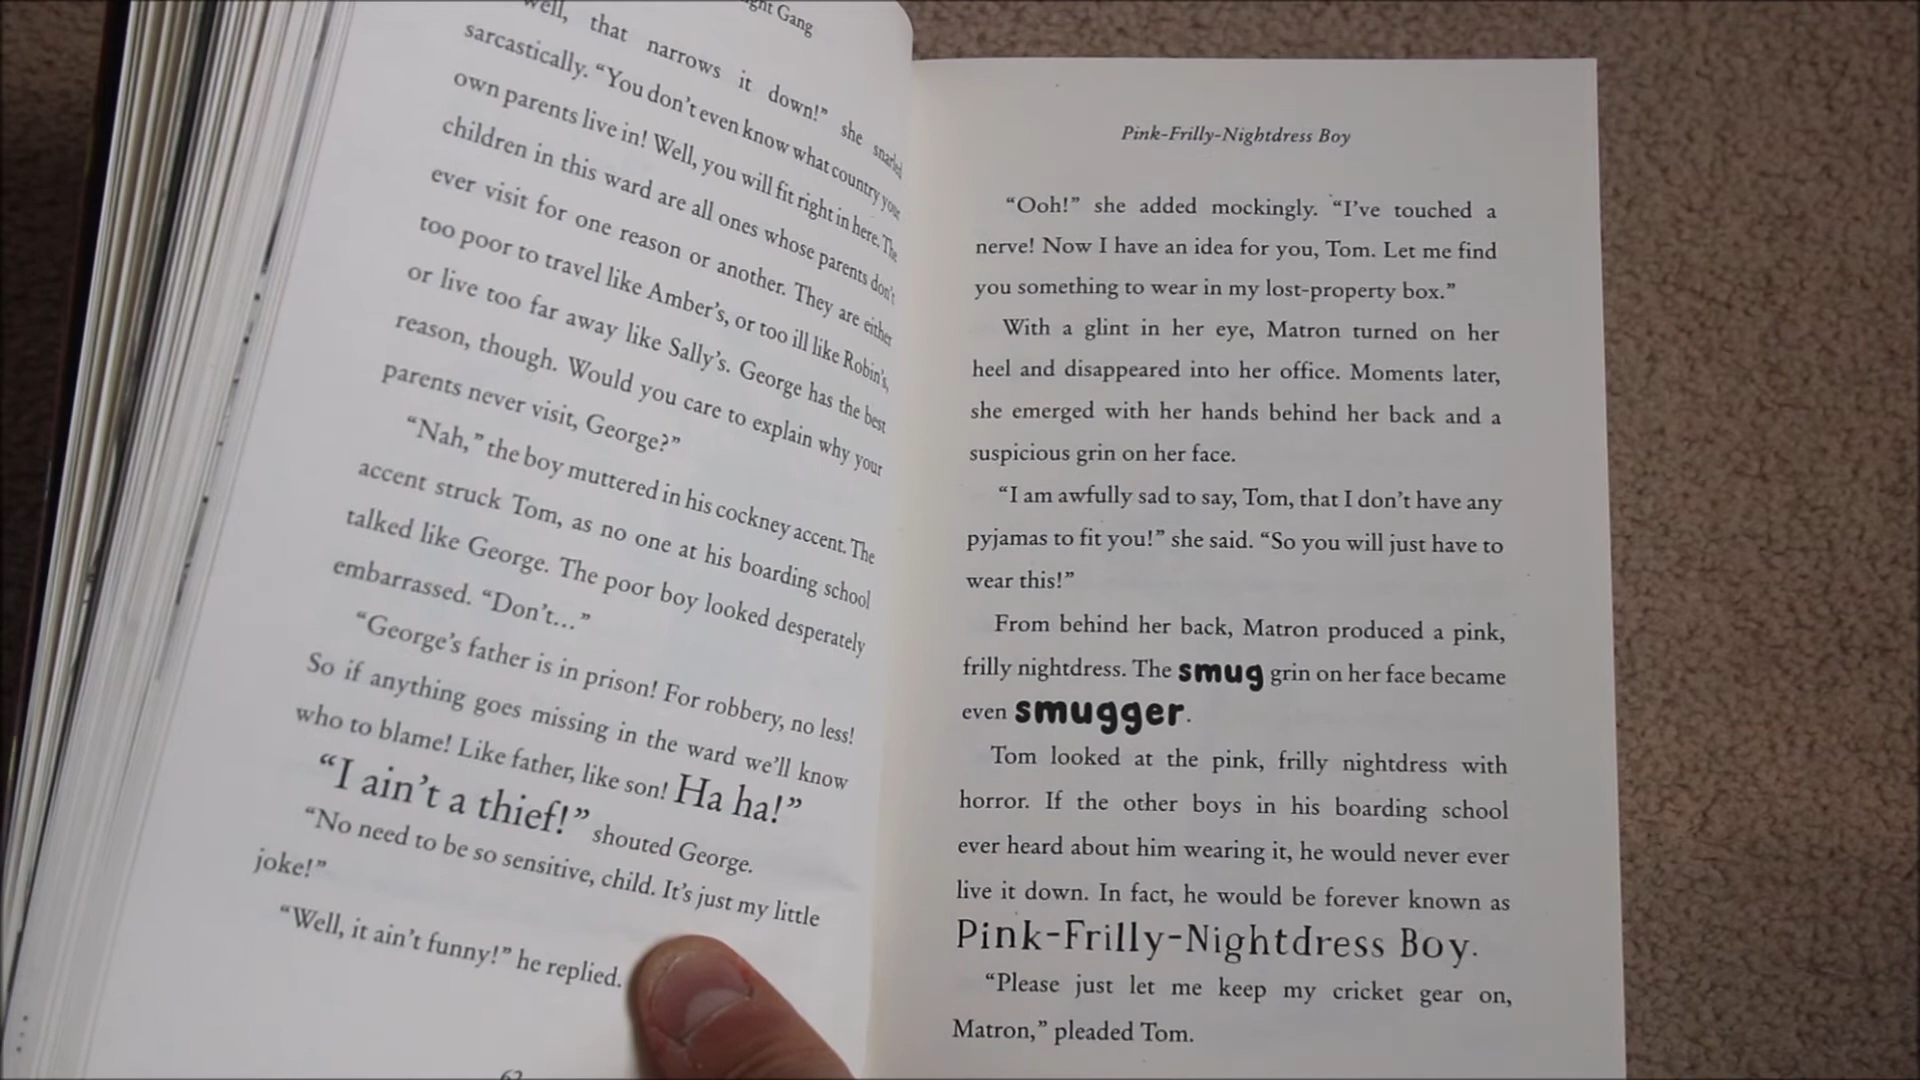 ght Gang
well, that narrows it down!” she snarled
sarcastically. “You don’t even know what country your
own parents live in! Well, you will fit right in here. The
children in this ward are all ones whose parents don’t
ever visit for one reason or another. They are either
too poor to travel like Amber’s, or too ill like Robin’s,
or live too far away like Sally’s. George has the best
reason, though. Would you care to explain why your
parents never visit, George?”
“Nah,” the boy muttered in his cockney accent. The
accent struck Tom, as no one at his boarding school
talked like George. The poor boy looked desperately
embarrassed. “Don’t...”
“George’s father is in prison! For robbery, no less!
So if anything goes missing in the ward we’ll know
who to blame! Like father, like son! Ha ha!”
“I ain’t a thief!” shouted George.
“No need to be so sensitive, child. It’s just my little
joke!”
“Well, it ain’t funny!” he replied.
62
Pink-Frilly-Nightdress Boy
“Ooh!” she added mockingly. “I’ve touched a
nerve! Now I have an idea for you, Tom. Let me find
you something to wear in my lost-property box.”
With a glint in her eye, Matron turned on her
heel and disappeared into her office. Moments later,
she emerged with her hands behind her back and a
suspicious grin on her face.
“I am awfully sad to say, Tom, that I don’t have any
pyjamas to fit you!” she said. “So you will just have to
wear this!”
From behind her back, Matron produced a pink,
frilly nightdress. The smug grin on her face became
even smugger.
Tom looked at the pink, frilly nightdress with
horror. If the other boys in his boarding school
ever heard about him wearing it, he would never ever
live it down. In fact, he would be forever known as
Pink-Frilly-Nightdress Boy.
“Please just let me keep my cricket gear on,
Matron,” pleaded Tom.